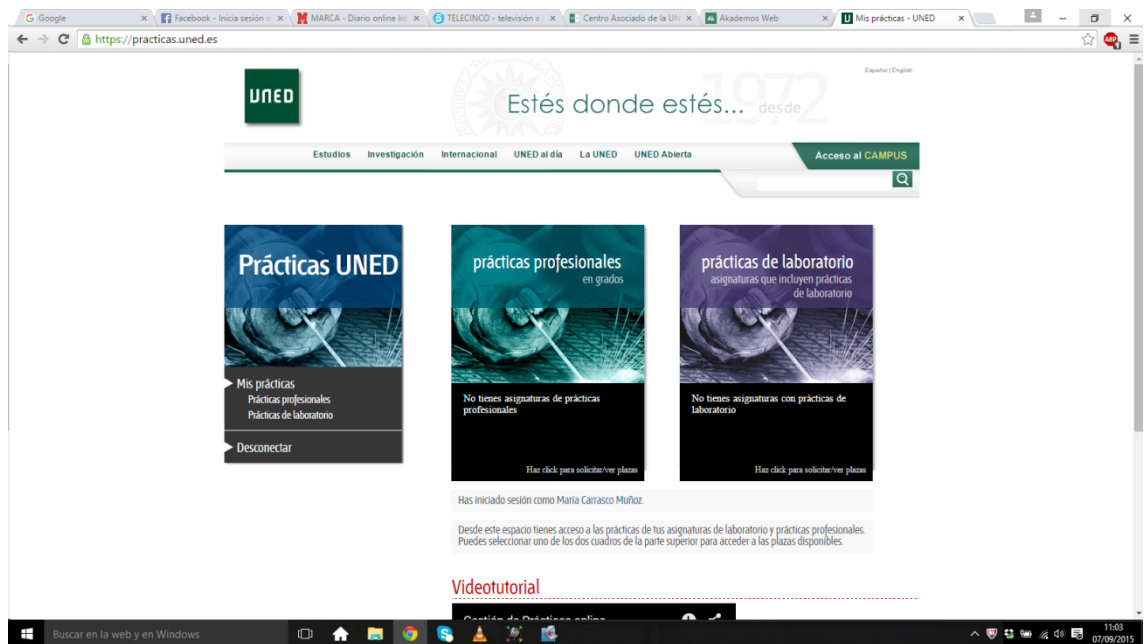 Google
Facebook - Inicia sesión o
MARCA - Diario online líd
TELECINCO - televisión a l
Centro Asociado de la UN
Akademos Web
Mis prácticas - UNED
https://practicas.uned.es
ABP
Español | English
UNED
Estés donde estés... desde
1972
Estudios Investigación Internacional UNED al día La UNED UNED Abierta
Acceso al CAMPUS
Prácticas UNED
Mis prácticas
Prácticas profesionales
Prácticas de laboratorio
Desconectar
prácticas profesionales
en grados
No tienes asignaturas de prácticas
profesionales
Haz click para solicitar/ver plazas
prácticas de laboratorio
asignaturas que incluyen prácticas
de laboratorio
No tienes asignaturas con prácticas de
laboratorio
Haz click para solicitar/ver plazas
Has iniciado sesión como María Carrasco Muñoz.
Desde este espacio tienes acceso a las prácticas de tus asignaturas de laboratorio y prácticas profesionales.
Puedes seleccionar uno de los dos cuadros de la parte superior para acceder a las plazas disponibles.
Videotutorial
Gestión de Prácticas online
Buscar en la web y en Windows
11:03
07/09/2015